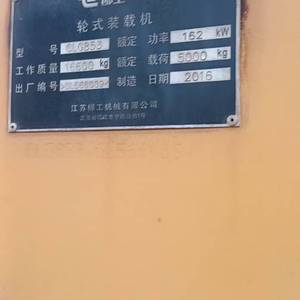 轮式装载机
型号 CLG853 额定功率 162 kW
工作质量 16600 kg 额定载荷 5000 kg
出厂编号 制造日期 2016
江苏柳工机械有限公司